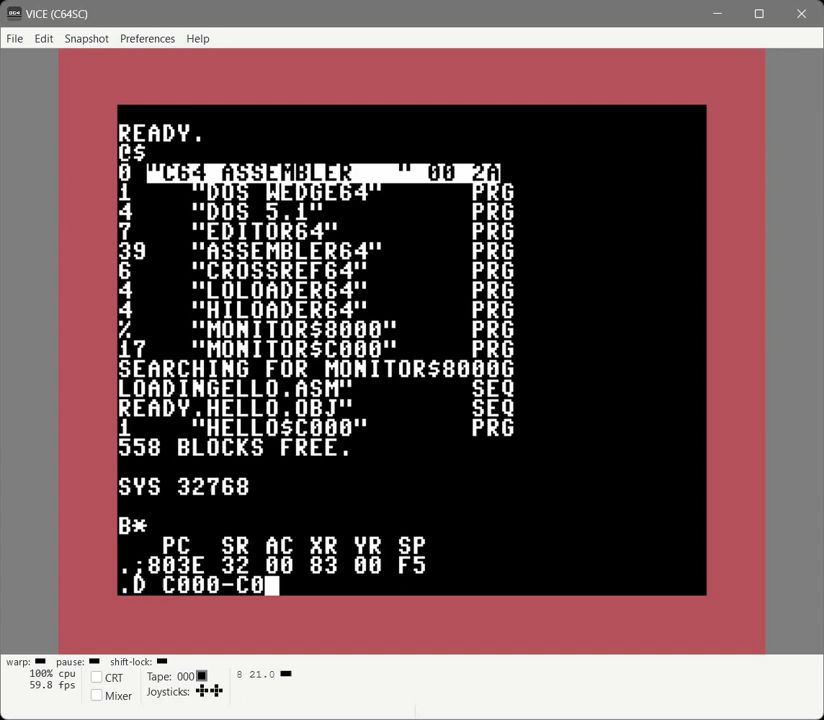 VICE (C64SC)
File Edit Snapshot Preferences Help
READY.
@$
0 "C64 ASSEMBLER    " 00 2A
1    "DOS WEDGE64"      PRG
4    "DOS 5.1"          PRG
7    "EDITOR64"         PRG
39   "ASSEMBLER64"      PRG
6    "CROSSREF64"       PRG
4    "LOLOADER64"       PRG
4    "HILOADER64"       PRG
%    "MONITOR$8000"     PRG
17   "MONITOR$C000"     PRG
SEARCHING FOR MONITOR$8000G
LOADINGELLO.ASM"        SEQ
READY.HELLO.OBJ"        SEQ
1    "HELLO$C000"       PRG
558 BLOCKS FREE.
SYS 32768
B*
   PC  SR AC XR YR SP
.;803E 32 00 83 00 F5
.D C000-C0
warp: pause: shift-lock:
100% cpu
59.8 fps
CRT
Mixer
Tape: 000
Joysticks:
8 21.0